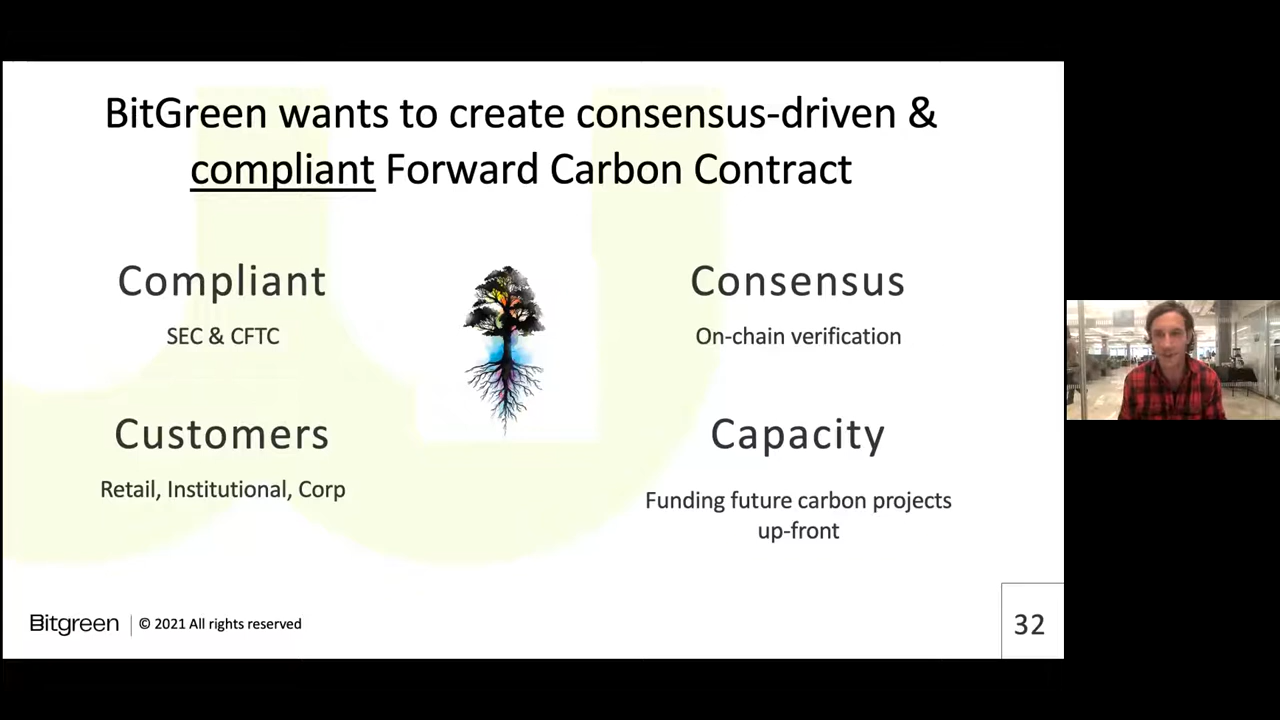 BitGreen wants to create consensus-driven &
compliant Forward Carbon Contract
Compliant
SEC & CFTC
Consensus
On-chain verification
Customers
Retail, Institutional, Corp
Capacity
Funding future carbon projects
up-front
Bitgreen
© 2021 All rights reserved
32